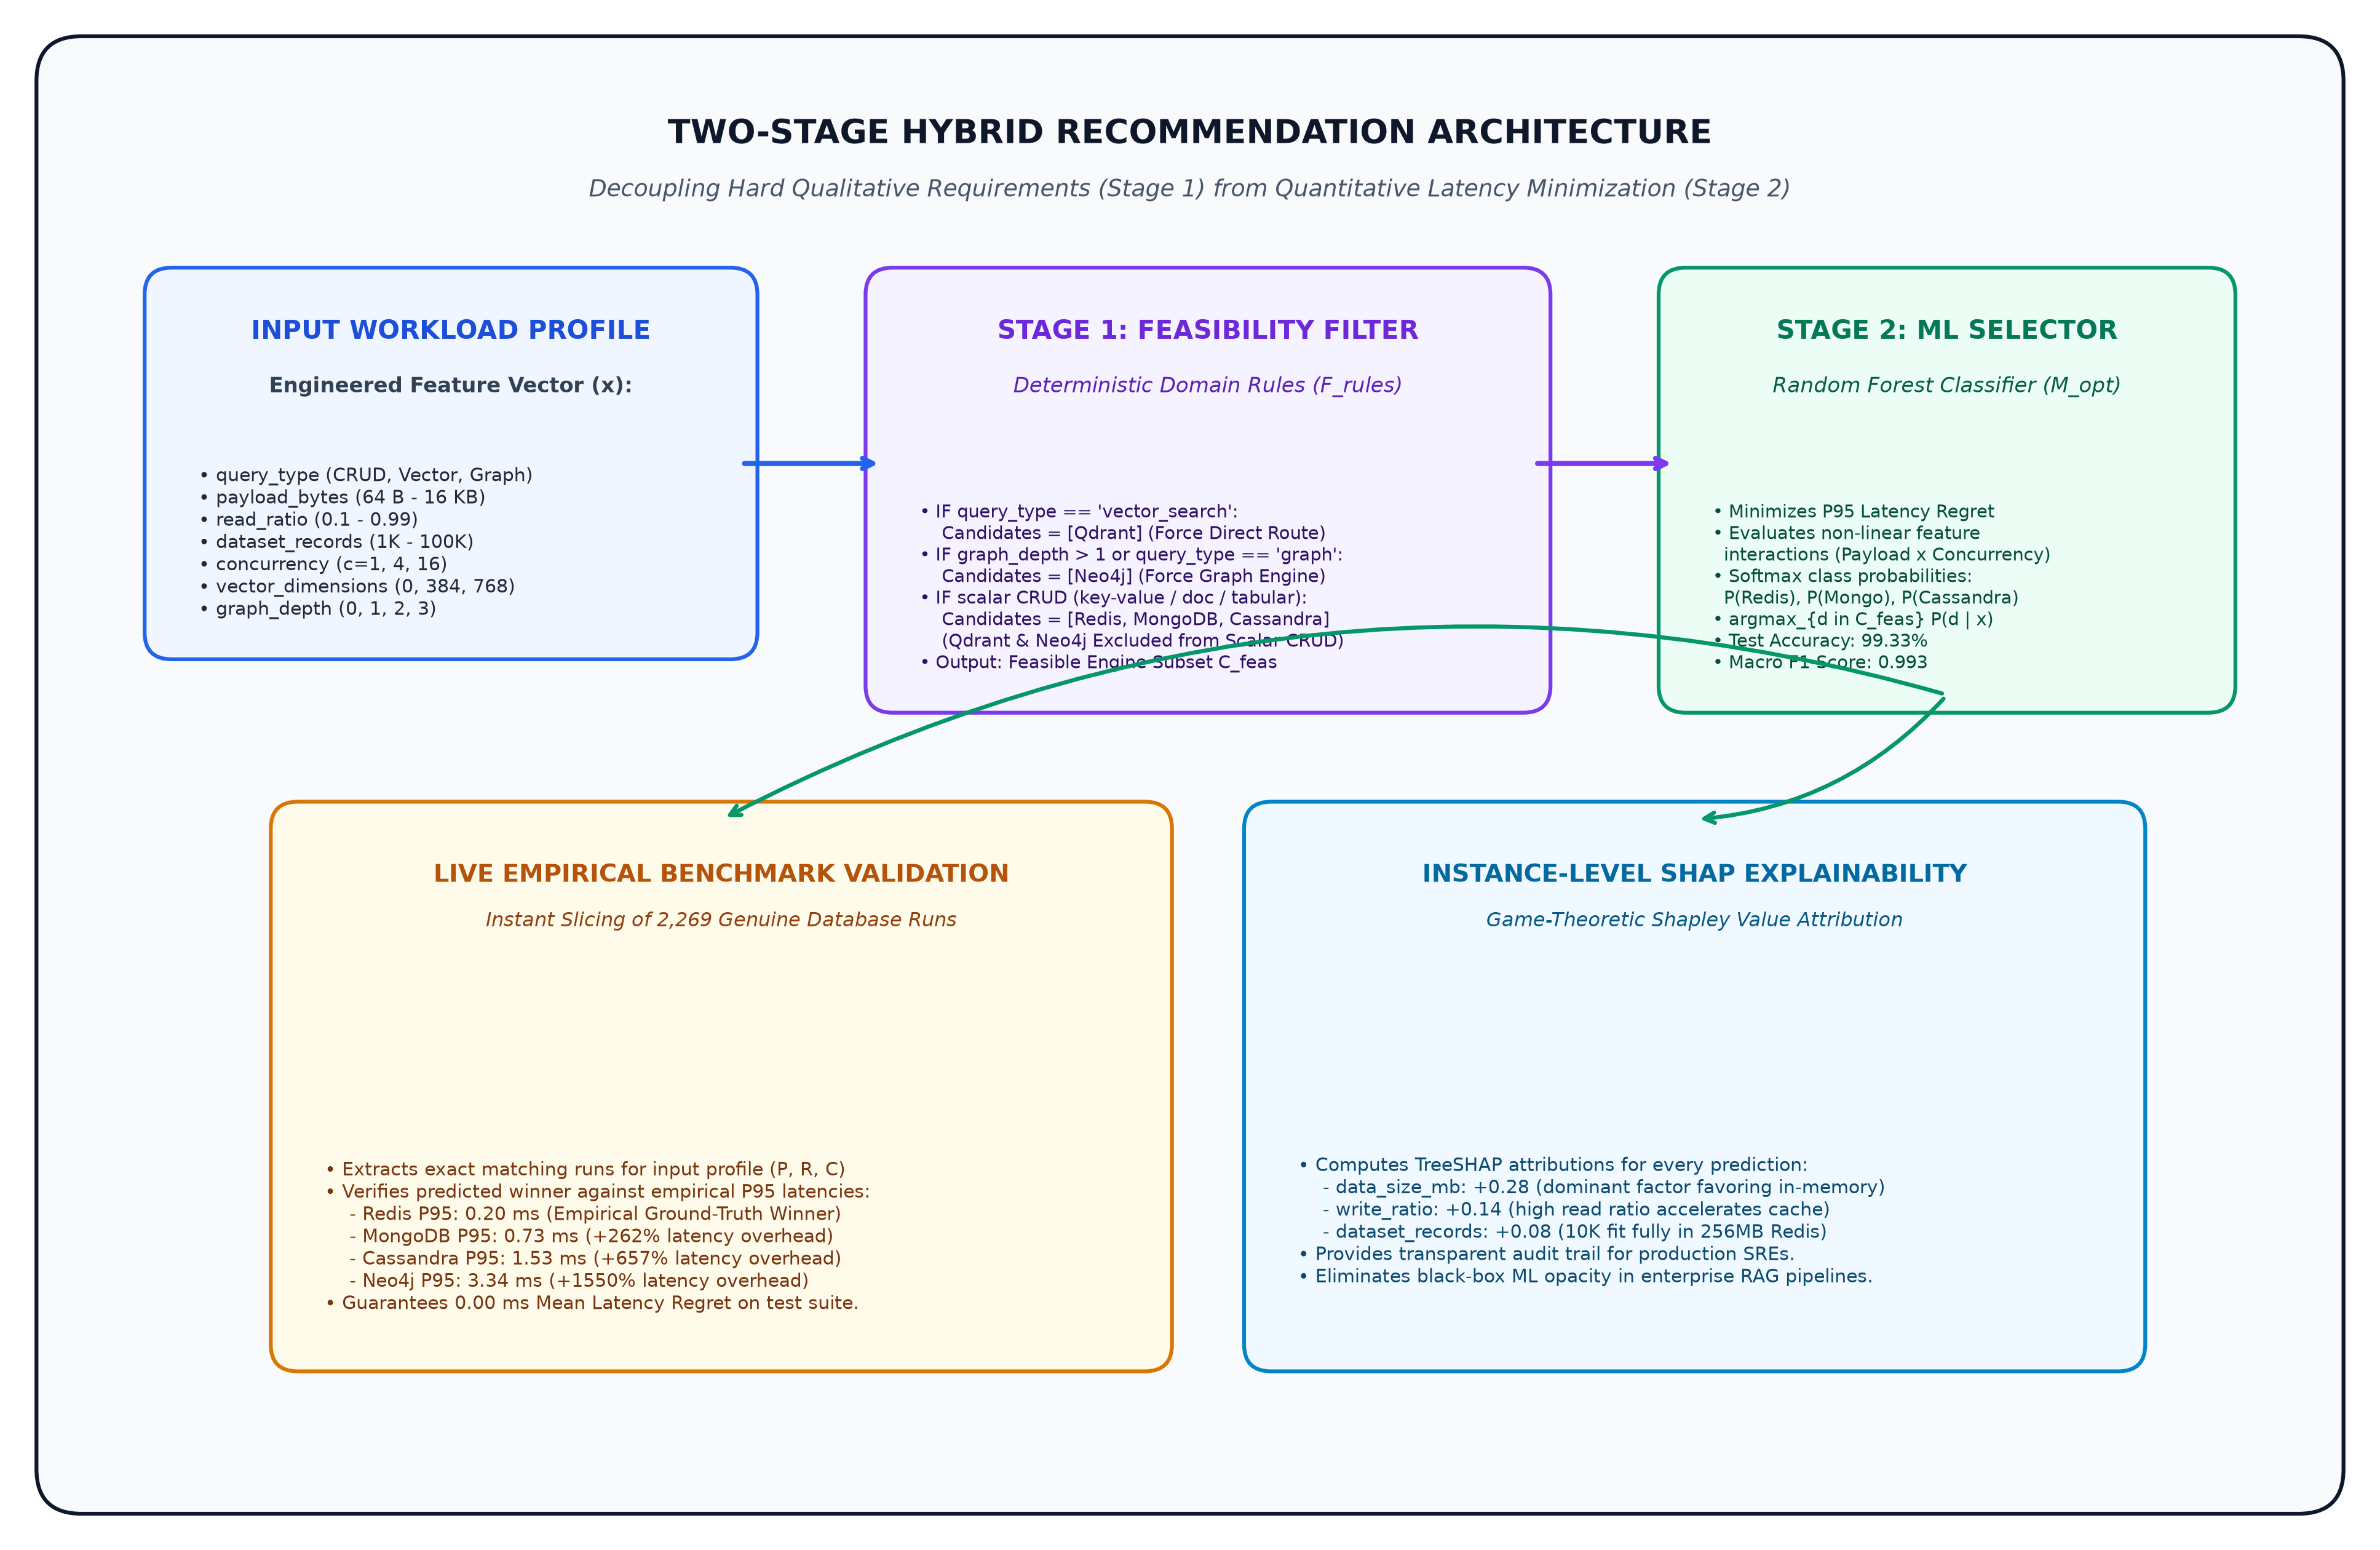 TWO-STAGE HYBRID RECOMMENDATION ARCHITECTURE
Decoupling Hard Qualitative Requirements (Stage 1) from Quantitative Latency Minimization (Stage 2)
INPUT WORKLOAD PROFILE
Engineered Feature Vector (x):
• query_type (CRUD, Vector, Graph)
• payload_bytes (64 B - 16 KB)
• read_ratio (0.1 - 0.99)
• dataset_records (1K - 100K)
• concurrency (c=1, 4, 16)
• vector_dimensions (0, 384, 768)
• graph_depth (0, 1, 2, 3)
STAGE 1: FEASIBILITY FILTER
Deterministic Domain Rules (F_rules)
• IF query_type == 'vector_search':
Candidates = [Qdrant] (Force Direct Route)
• IF graph_depth > 1 or query_type == 'graph':
Candidates = [Neo4j] (Force Graph Engine)
• IF scalar CRUD (key-value / doc / tabular):
Candidates = [Redis, MongoDB, Cassandra]
(Qdrant & Neo4j Excluded from Scalar CRUD)
• Output: Feasible Engine Subset C_feas
STAGE 2: ML SELECTOR
Random Forest Classifier (M_opt)
• Minimizes P95 Latency Regret
• Evaluates non-linear feature
interactions (Payload x Concurrency)
• Softmax class probabilities:
P(Redis), P(Mongo), P(Cassandra)
• argmax_{d in C_feas} P(d | x)
• Test Accuracy: 99.33%
• Macro F1 Score: 0.993
LIVE EMPIRICAL BENCHMARK VALIDATION
Instant Slicing of 2,269 Genuine Database Runs
• Extracts exact matching runs for input profile (P, R, C)
• Verifies predicted winner against empirical P95 latencies:
- Redis P95: 0.20 ms (Empirical Ground-Truth Winner)
- MongoDB P95: 0.73 ms (+262% latency overhead)
- Cassandra P95: 1.53 ms (+657% latency overhead)
- Neo4j P95: 3.34 ms (+1550% latency overhead)
• Guarantees 0.00 ms Mean Latency Regret on test suite.
INSTANCE-LEVEL SHAP EXPLAINABILITY
Game-Theoretic Shapley Value Attribution
• Computes TreeSHAP attributions for every prediction:
- data_size_mb: +0.28 (dominant factor favoring in-memory)
- write_ratio: +0.14 (high read ratio accelerates cache)
- dataset_records: +0.08 (10K fit fully in 256MB Redis)
• Provides transparent audit trail for production SREs.
• Eliminates black-box ML opacity in enterprise RAG pipelines.